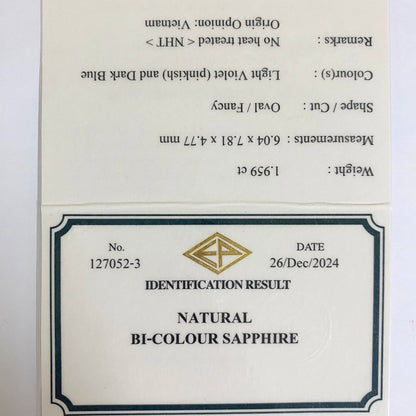 Weight : 1.959 ct
Measurements : 6.04 x 7.81 x 4.77 mm
Shape / Cut : Oval / Fancy
Colour(s) : Light Violet (pinkish) and Dark Blue
Remarks : No heat treated < NHT >
Origin Opinion: Vietnam
No. EP DATE
127052-3 26/Dec/2024
IDENTIFICATION RESULT
NATURAL
BI-COLOUR SAPPHIRE